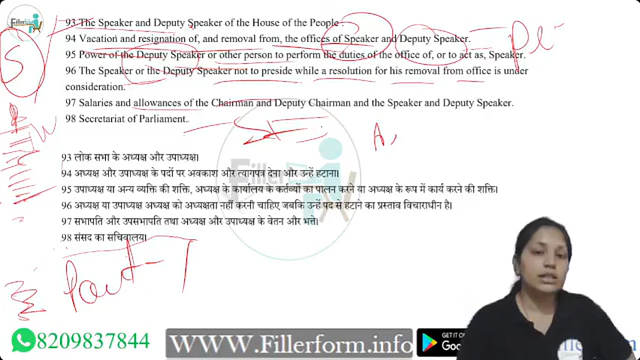 Fillerform
93 The Speaker and Deputy Speaker of the House of the People .
94 Vacation and resignation of, and removal from, the offices of Speaker and Deputy Speaker.
95 Power of the Deputy Speaker or other person to perform the duties of the office of, or to act as, Speaker.
96 The Speaker or the Deputy Speaker not to preside while a resolution for his removal from office is under
consideration.
97 Salaries and allowances of the Chairman and Deputy Chairman and the Speaker and Deputy Speaker.
98 Secretariat of Parliament.
93 लोक सभा के अध्यक्ष और उपाध्यक्ष।
94 अध्यक्ष और उपाध्यक्ष के पदों पर अवकाश और त्यागपत्र देना और उन्हें हटाना।
95 उपाध्यक्ष या अन्य व्यक्ति की शक्ति, अध्यक्ष के कार्यालय के कर्तव्यों का पालन करने या अध्यक्ष के रूप में कार्य करने की शक्ति।
96 अध्यक्ष या उपाध्यक्ष अध्यक्ष को अध्यक्षता नहीं करनी चाहिए जबकि उन्हें पद से हटाने का प्रस्ताव विचाराधीन है।
97 सभापति और उपसभापति तथा अध्यक्ष और उपाध्यक्ष के वेतन और भत्ते।
98 संसद का सचिवालय।
5
2
Part-1
8209837844
www.Fillerform.info
GET IT ON